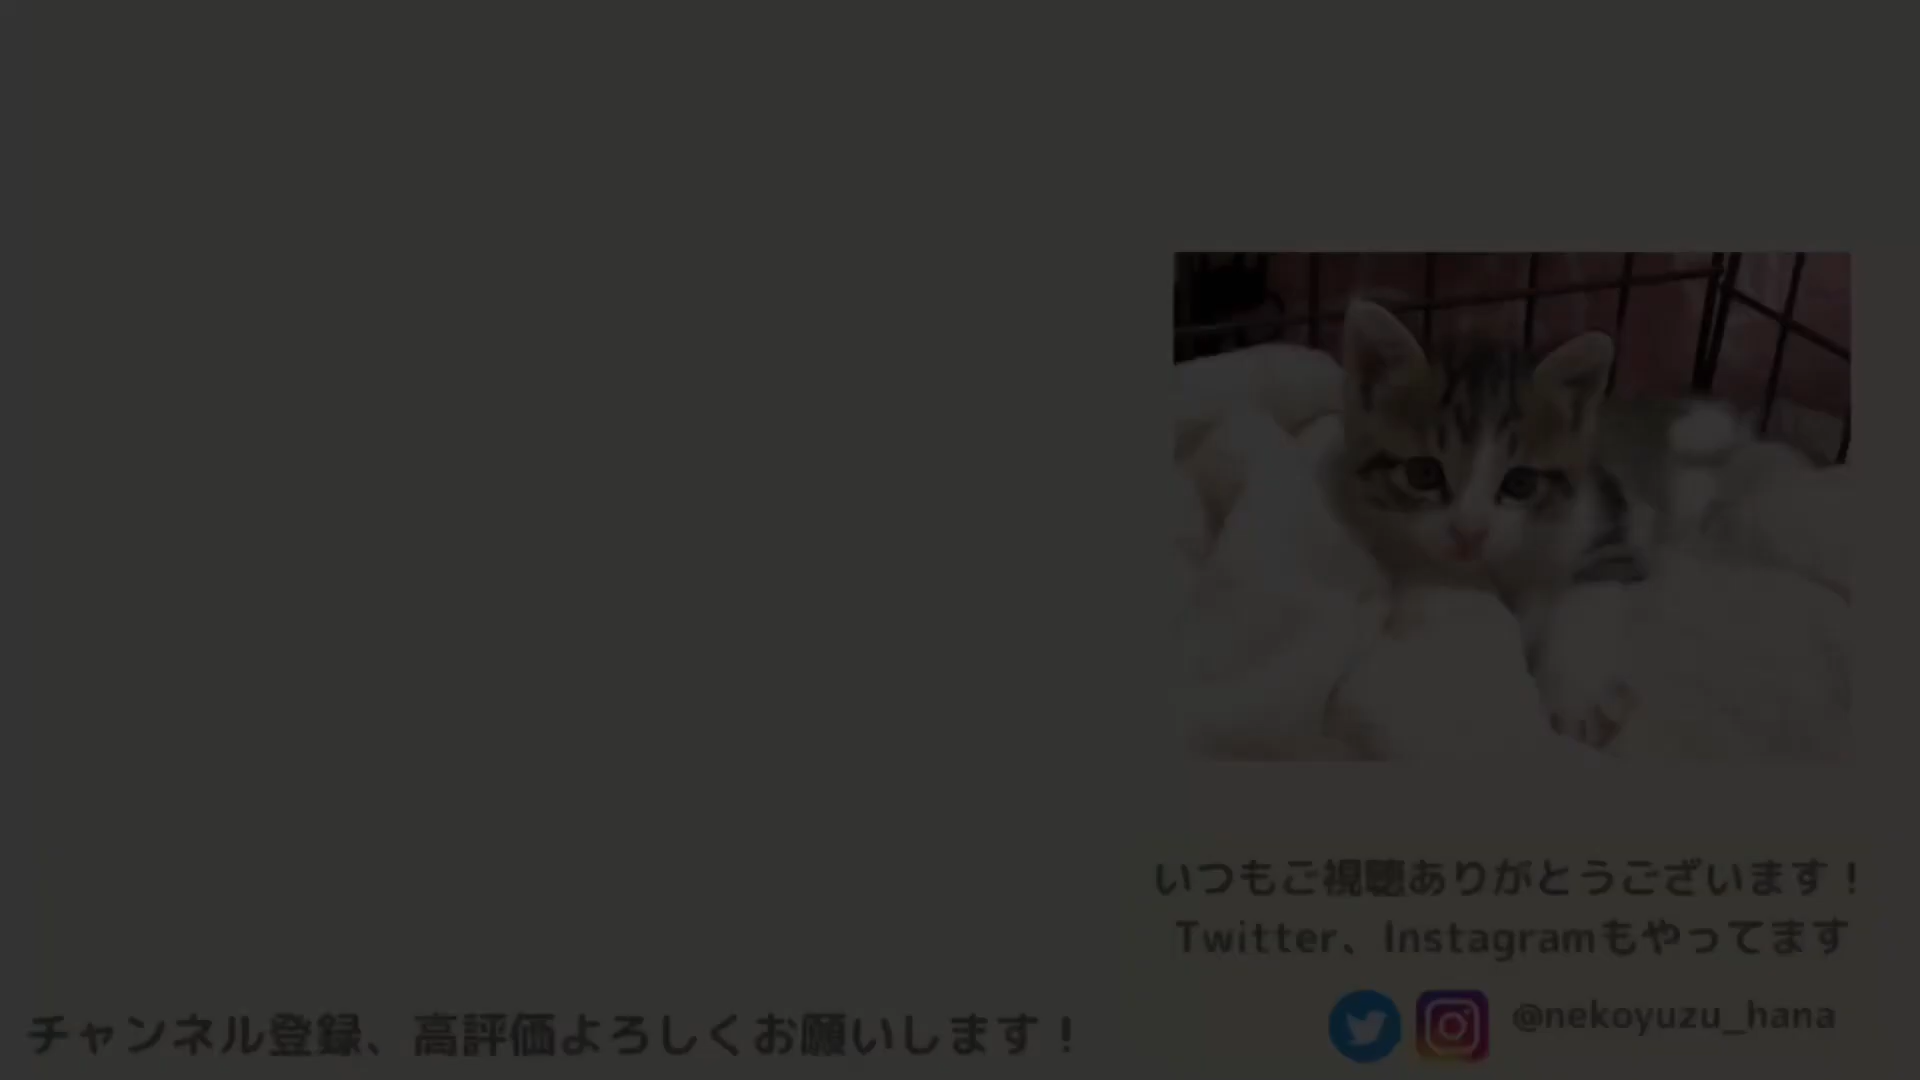 いつもご視聴ありがとうございます！
Twitter、Instagramもやってます
@nekoyuzu_hana
チャンネル登録、高評価よろしくお願いします！